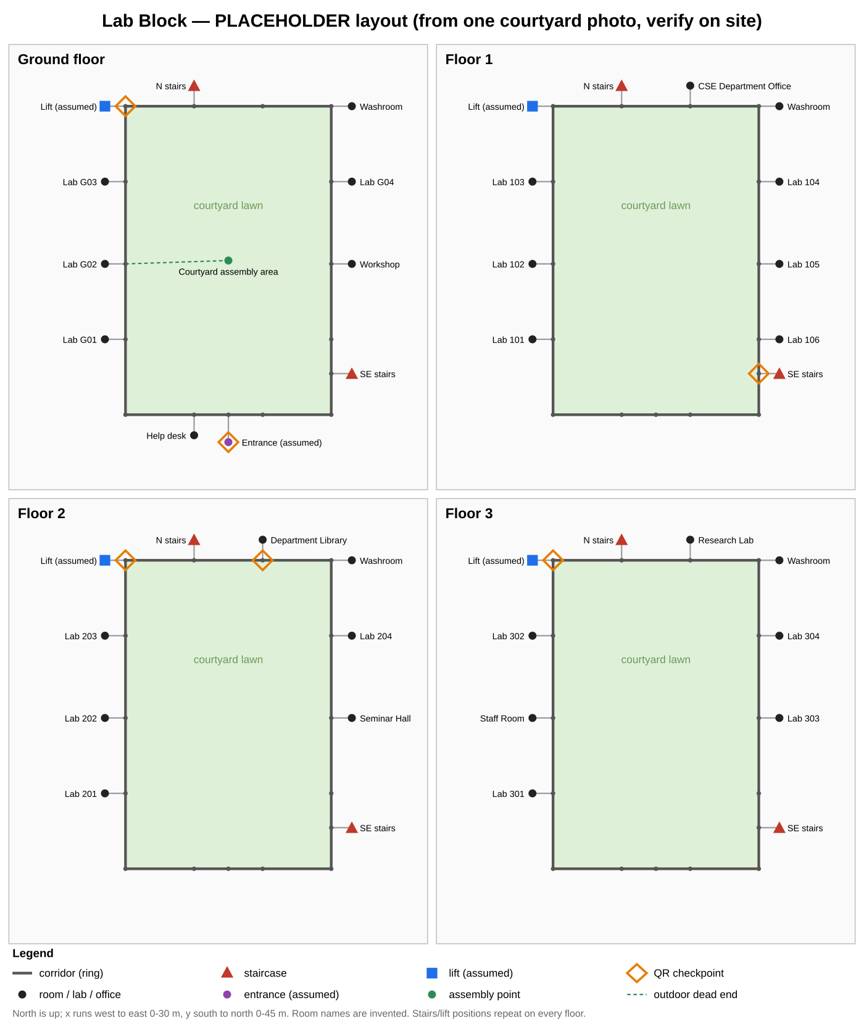 Lab Block — PLACEHOLDER layout (from one courtyard photo, verify on site)
Ground floor
N stairs
Lift (assumed)
Washroom
Lab G03
Lab G04
courtyard lawn
Lab G02
Courtyard assembly area
Workshop
Lab G01
SE stairs
Help desk
Entrance (assumed)
Floor 1
N stairs
CSE Department Office
Lift (assumed)
Washroom
Lab 103
Lab 104
courtyard lawn
Lab 102
Lab 105
Lab 101
Lab 106
SE stairs
Floor 2
N stairs
Department Library
Lift (assumed)
Washroom
Lab 203
Lab 204
courtyard lawn
Lab 202
Seminar Hall
Lab 201
SE stairs
Floor 3
N stairs
Research Lab
Lift (assumed)
Washroom
Lab 302
Lab 304
courtyard lawn
Staff Room
Lab 303
Lab 301
SE stairs
Legend
corridor (ring)
staircase
lift (assumed)
QR checkpoint
room / lab / office
entrance (assumed)
assembly point
outdoor dead end
North is up; x runs west to east 0-30 m, y south to north 0-45 m. Room names are invented. Stairs/lift positions repeat on every floor.